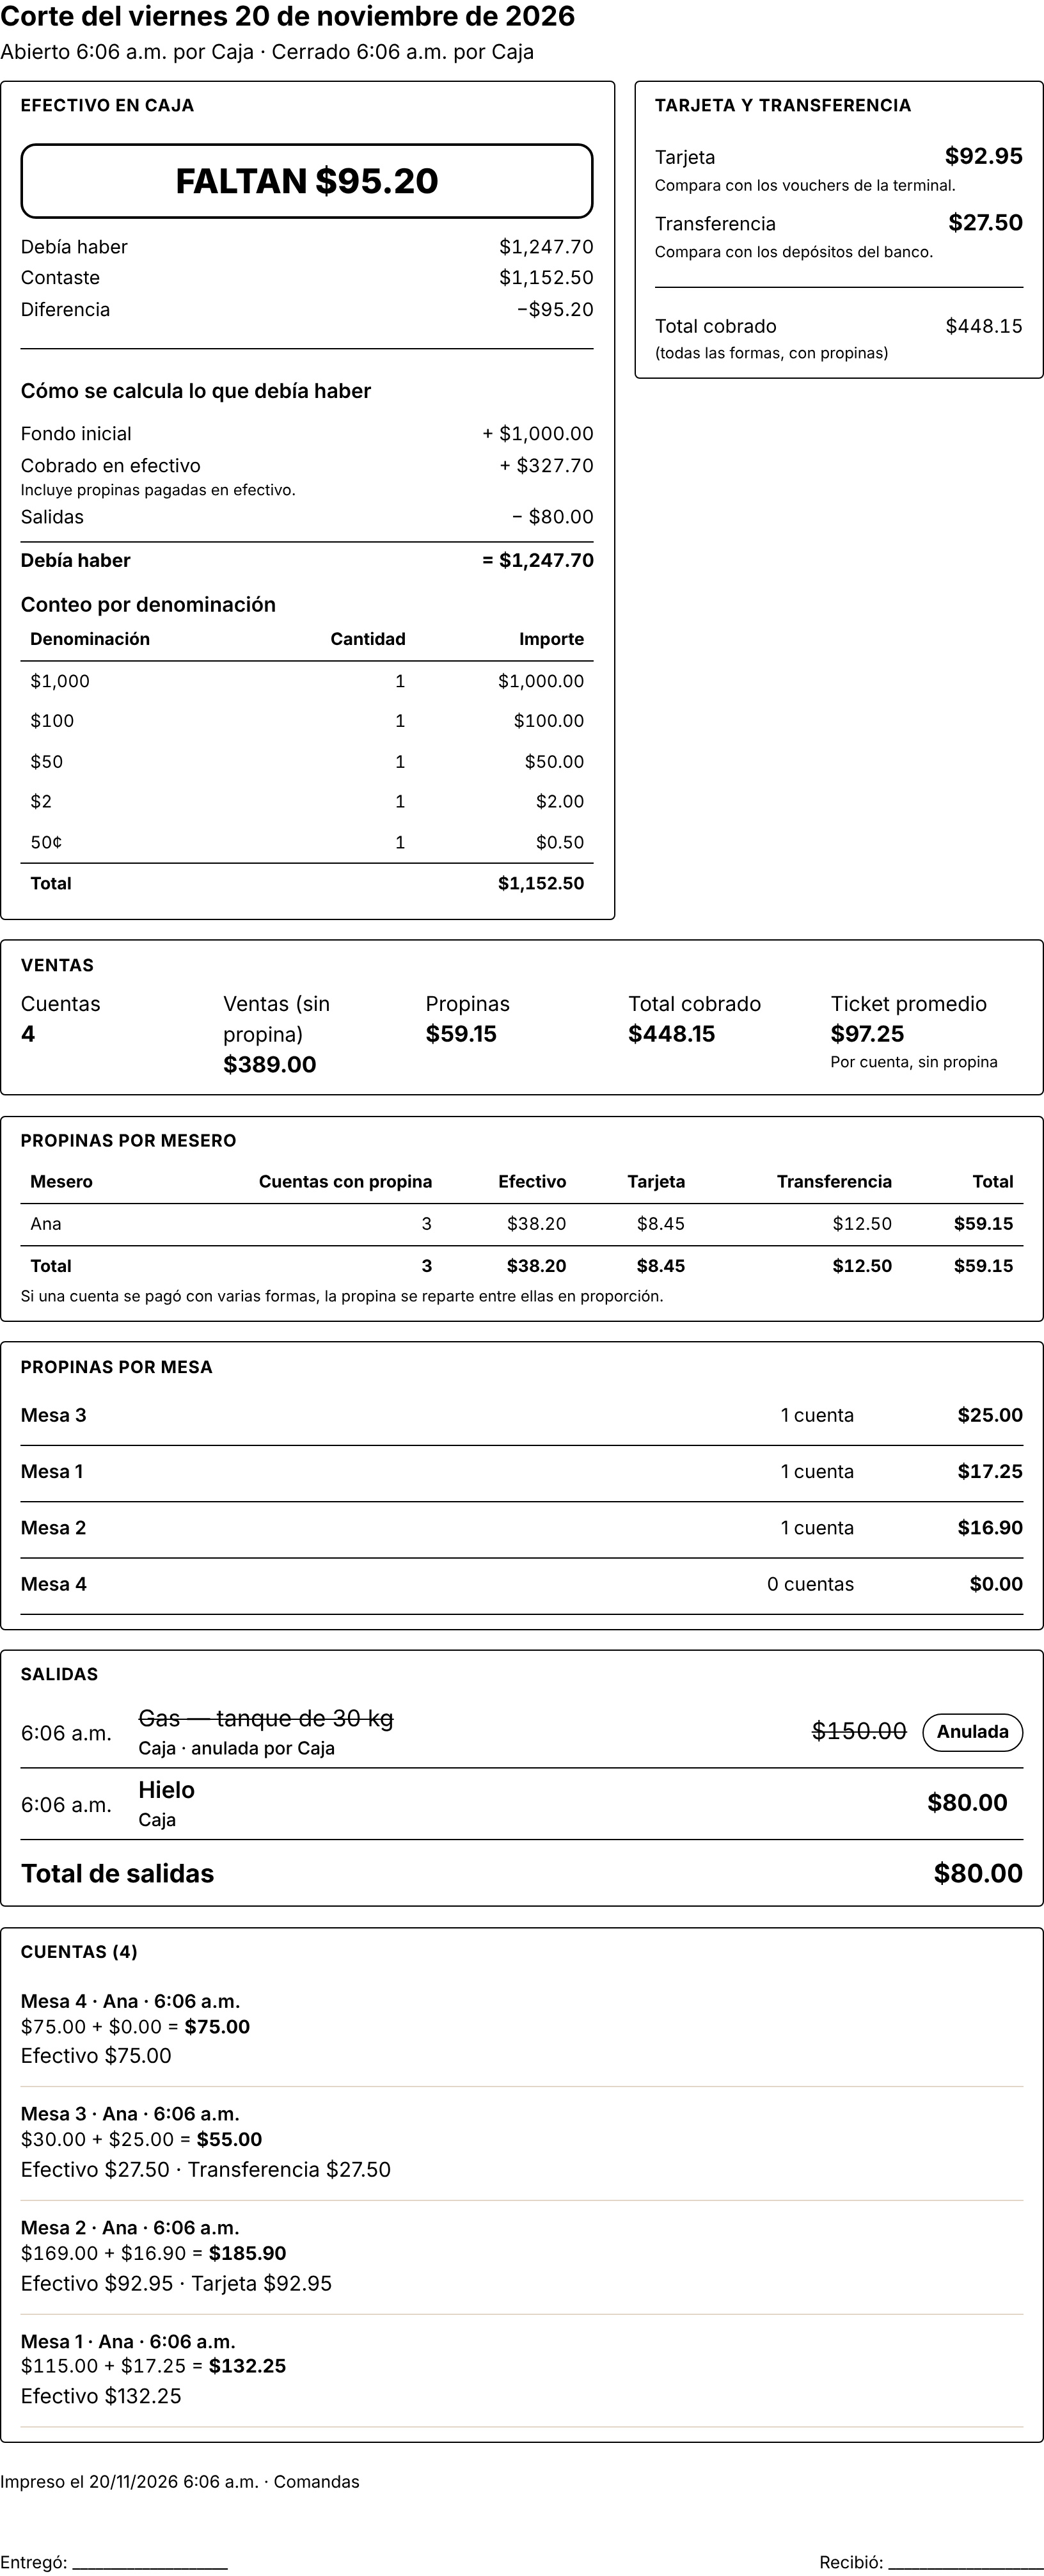 Corte del viernes 20 de noviembre de 2026
Abierto 6:06 a.m. por Caja · Cerrado 6:06 a.m. por Caja
EFECTIVO EN CAJA
FALTAN $95.20
Debía haber $1,247.70
Contaste $1,152.50
Diferencia −$95.20
Cómo se calcula lo que debía haber
Fondo inicial + $1,000.00
Cobrado en efectivo + $327.70
Incluye propinas pagadas en efectivo.
Salidas − $80.00
Debía haber = $1,247.70
Conteo por denominación
Denominación Cantidad Importe
$1,000 1 $1,000.00
$100 1 $100.00
$50 1 $50.00
$2 1 $2.00
50¢ 1 $0.50
Total $1,152.50
TARJETA Y TRANSFERENCIA
Tarjeta $92.95
Compara con los vouchers de la terminal.
Transferencia $27.50
Compara con los depósitos del banco.
Total cobrado $448.15
(todas las formas, con propinas)
VENTAS
Cuentas
4
Ventas (sin
propina)
$389.00
Propinas
$59.15
Total cobrado
$448.15
Ticket promedio
$97.25
Por cuenta, sin propina
PROPINAS POR MESERO
Mesero Cuentas con propina Efectivo Tarjeta Transferencia Total
Ana 3 $38.20 $8.45 $12.50 $59.15
Total 3 $38.20 $8.45 $12.50 $59.15
Si una cuenta se pagó con varias formas, la propina se reparte entre ellas en proporción.
PROPINAS POR MESA
Mesa 3 1 cuenta $25.00
Mesa 1 1 cuenta $17.25
Mesa 2 1 cuenta $16.90
Mesa 4 0 cuentas $0.00
SALIDAS
6:06 a.m. Gas — tanque de 30 kg $150.00 Anulada
Caja · anulada por Caja
6:06 a.m. Hielo $80.00
Caja
Total de salidas $80.00
CUENTAS (4)
Mesa 4 · Ana · 6:06 a.m.
$75.00 + $0.00 = $75.00
Efectivo $75.00
Mesa 3 · Ana · 6:06 a.m.
$30.00 + $25.00 = $55.00
Efectivo $27.50 · Transferencia $27.50
Mesa 2 · Ana · 6:06 a.m.
$169.00 + $16.90 = $185.90
Efectivo $92.95 · Tarjeta $92.95
Mesa 1 · Ana · 6:06 a.m.
$115.00 + $17.25 = $132.25
Efectivo $132.25
Impreso el 20/11/2026 6:06 a.m. · Comandas
Entregó: __________________ Recibió: __________________